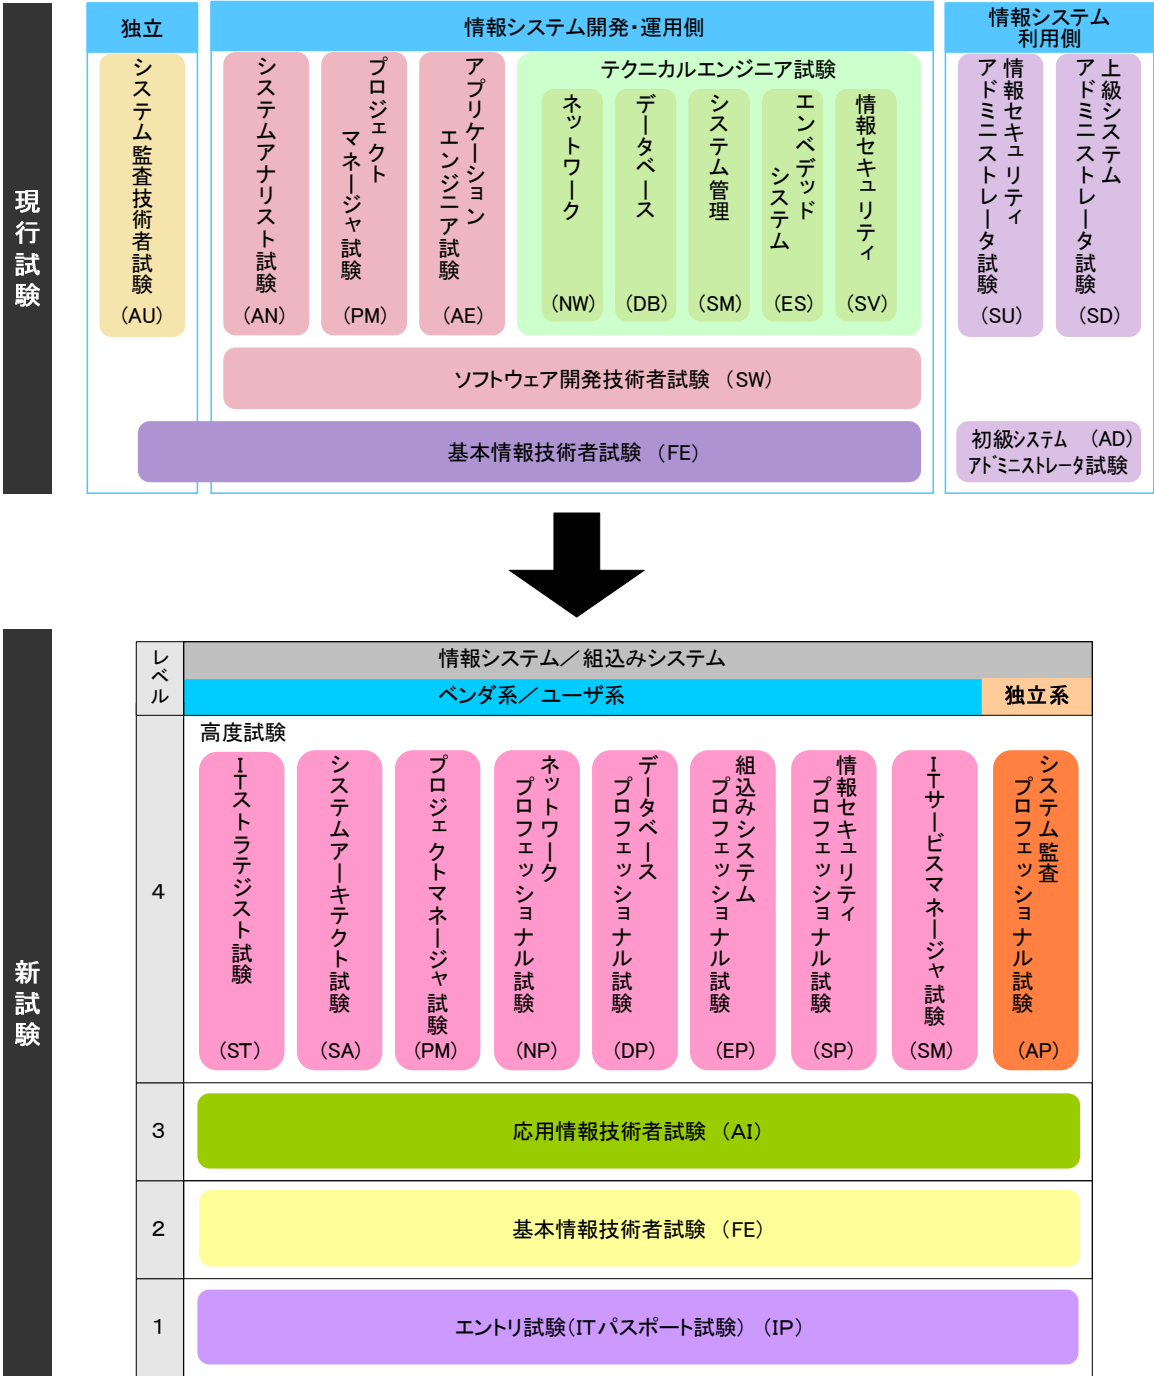 現行試験
独立
情報システム開発・運用側
情報システム
利用側
システム監査技術者試験
(AU)
システムアナリスト試験
(AN)
プロジェクト
マネージャ試験
(PM)
アプリケーション
エンジニア試験
(AE)
テクニカルエンジニア試験
ネットワーク
(NW)
データベース
(DB)
システム管理
(SM)
エンベデッド
システム
(ES)
情報セキュリティ
(SV)
情報セキュリティ
アドミニストレータ試験
(SU)
上級システム
アドミニストレータ試験
(SD)
ソフトウェア開発技術者試験 (SW)
基本情報技術者試験 (FE)
初級システム (AD)
アドミニストレータ試験
新試験
レベル
情報システム／組込みシステム
ベンダ系／ユーザ系
独立系
4
高度試験
ITストラテジスト試験
(ST)
システムアーキテクト試験
(SA)
プロジェクトマネージャ試験
(PM)
ネットワーク
プロフェッショナル試験
(NP)
データベース
プロフェッショナル試験
(DP)
組込みシステム
プロフェッショナル試験
(EP)
情報セキュリティ
プロフェッショナル試験
(SP)
ITサービスマネージャ試験
(SM)
システム監査
プロフェッショナル試験
(AP)
3
応用情報技術者試験 (AI)
2
基本情報技術者試験 (FE)
1
エントリ試験(ITパスポート試験) (IP)